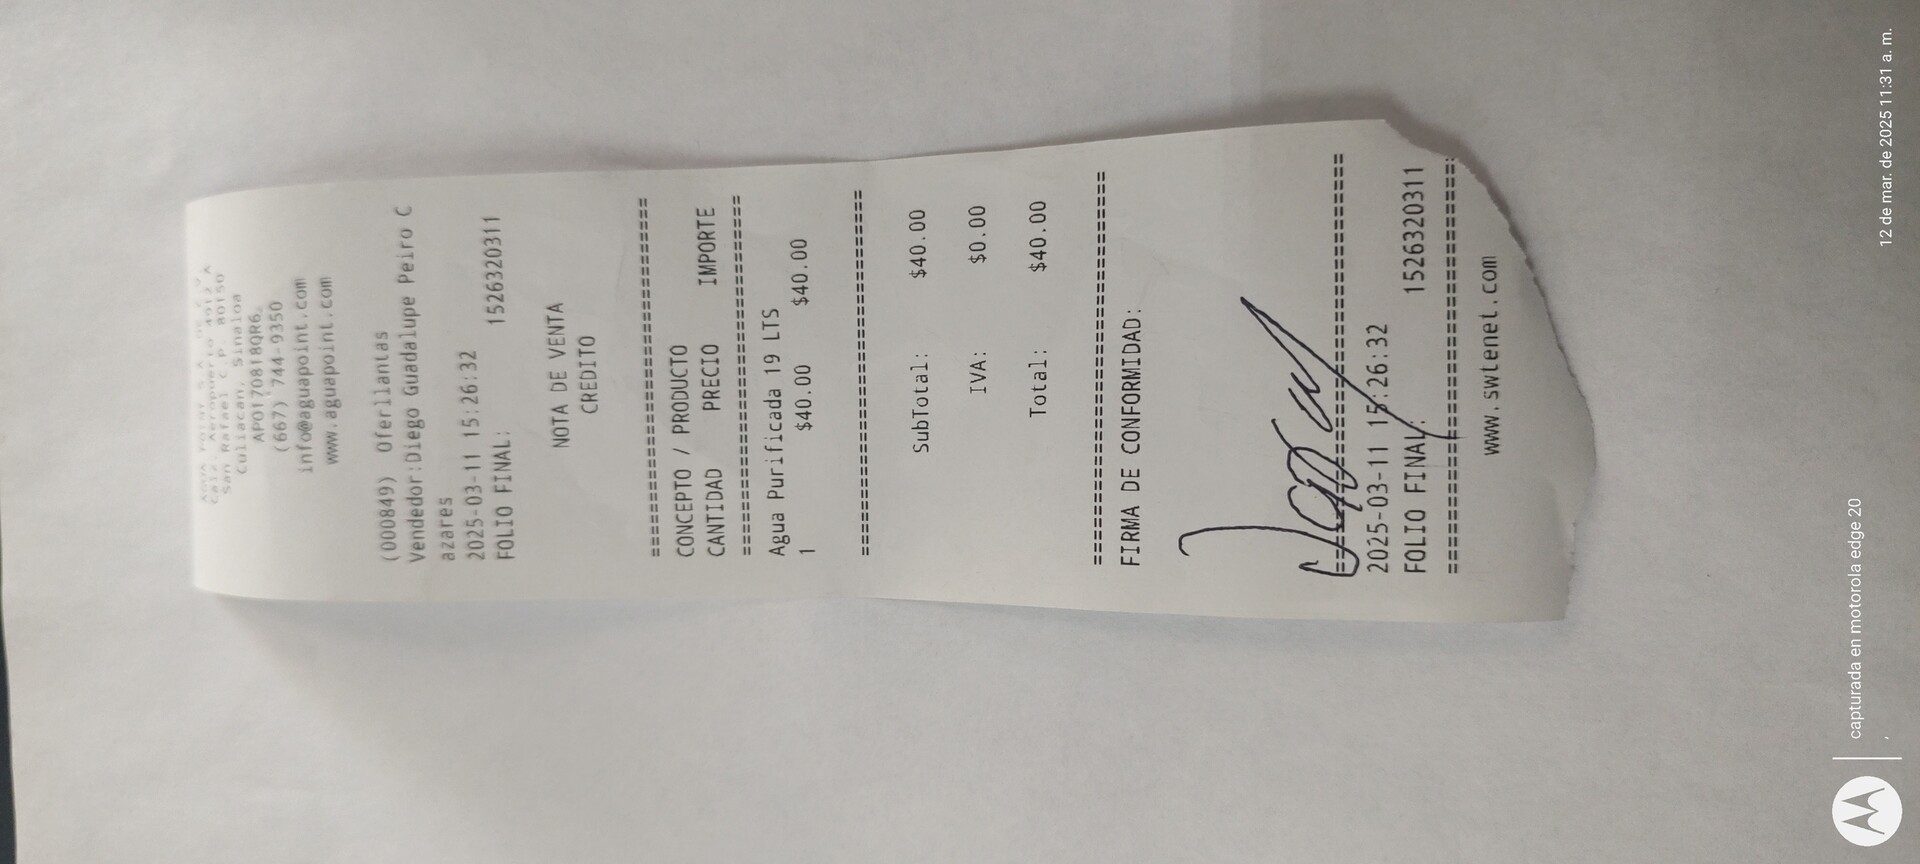 San Rafael C.P. 80150
Culiacan, Sinaloa
APO170818QR6
(667) 744-9350
info@aguapoint.com
www.aguapoint.com
(000849) Oferllantas
Vendedor:Diego Guadalupe Peiro C
azares
2025-03-11 15:26:32
FOLIO FINAL: 1526320311
NOTA DE VENTA
CREDITO
================================
CONCEPTO / PRODUCTO
CANTIDAD PRECIO IMPORTE
================================
Agua Purificada 19 LTS
1 $40.00 $40.00
================================
SubTotal: $40.00
IVA: $0.00
Total: $40.00
================================
FIRMA DE CONFORMIDAD:
================================
2025-03-11 15:26:32
FOLIO FINAL: 1526320311
================================
www.swtenet.com
capturada en motorola edge 20
12 de mar. de 2025 11:31 a. m.